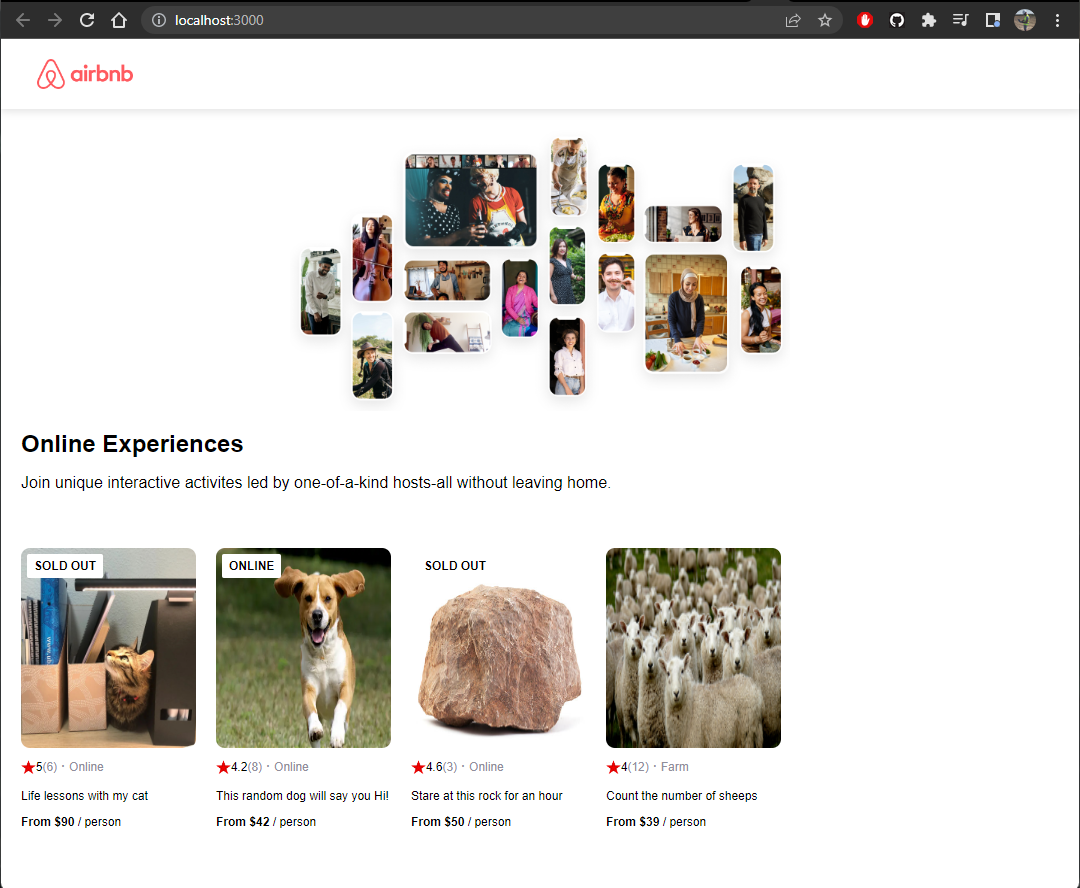 localhost:3000
airbnb
Online Experiences
Join unique interactive activites led by one-of-a-kind hosts-all without leaving home.
SOLD OUT
ONLINE
SOLD OUT
5(6) · Online
4.2(8) · Online
4.6(3) · Online
4(12) · Farm
Life lessons with my cat
This random dog will say you Hi!
Stare at this rock for an hour
Count the number of sheeps
From $90 / person
From $42 / person
From $50 / person
From $39 / person